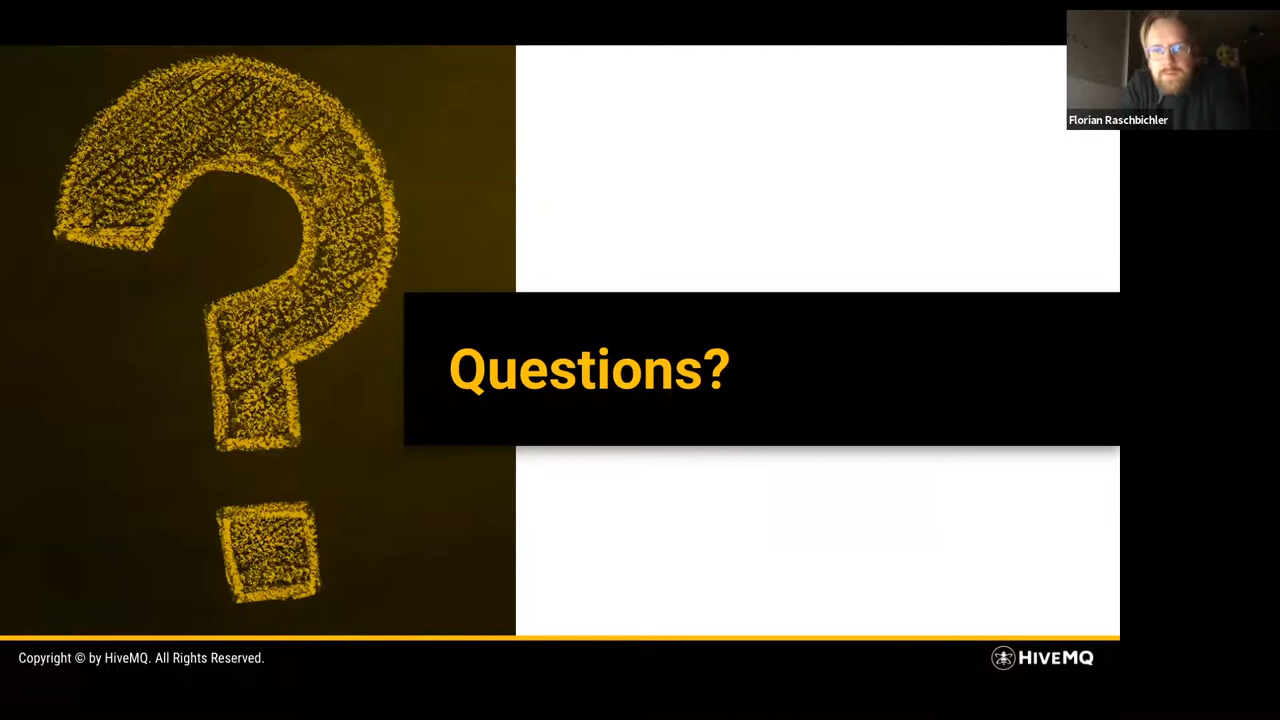 Florian Raschbichler
Questions?
Copyright © by HiveMQ. All Rights Reserved.
HIVEMQ